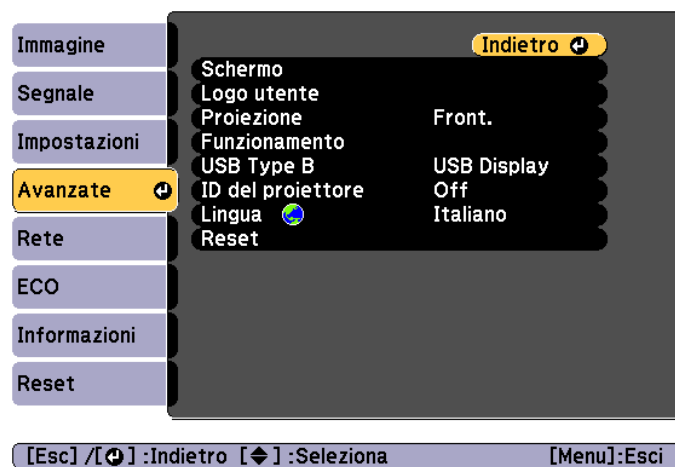 Immagine
Segnale
Impostazioni
Avanzate
Rete
ECO
Informazioni
Reset
Indietro
Schermo
Logo utente
Proiezione Front.
Funzionamento
USB Type B USB Display
ID del proiettore Off
Lingua Italiano
Reset
[Esc] /[ ] :Indietro [ ] :Seleziona [Menu]:Esci